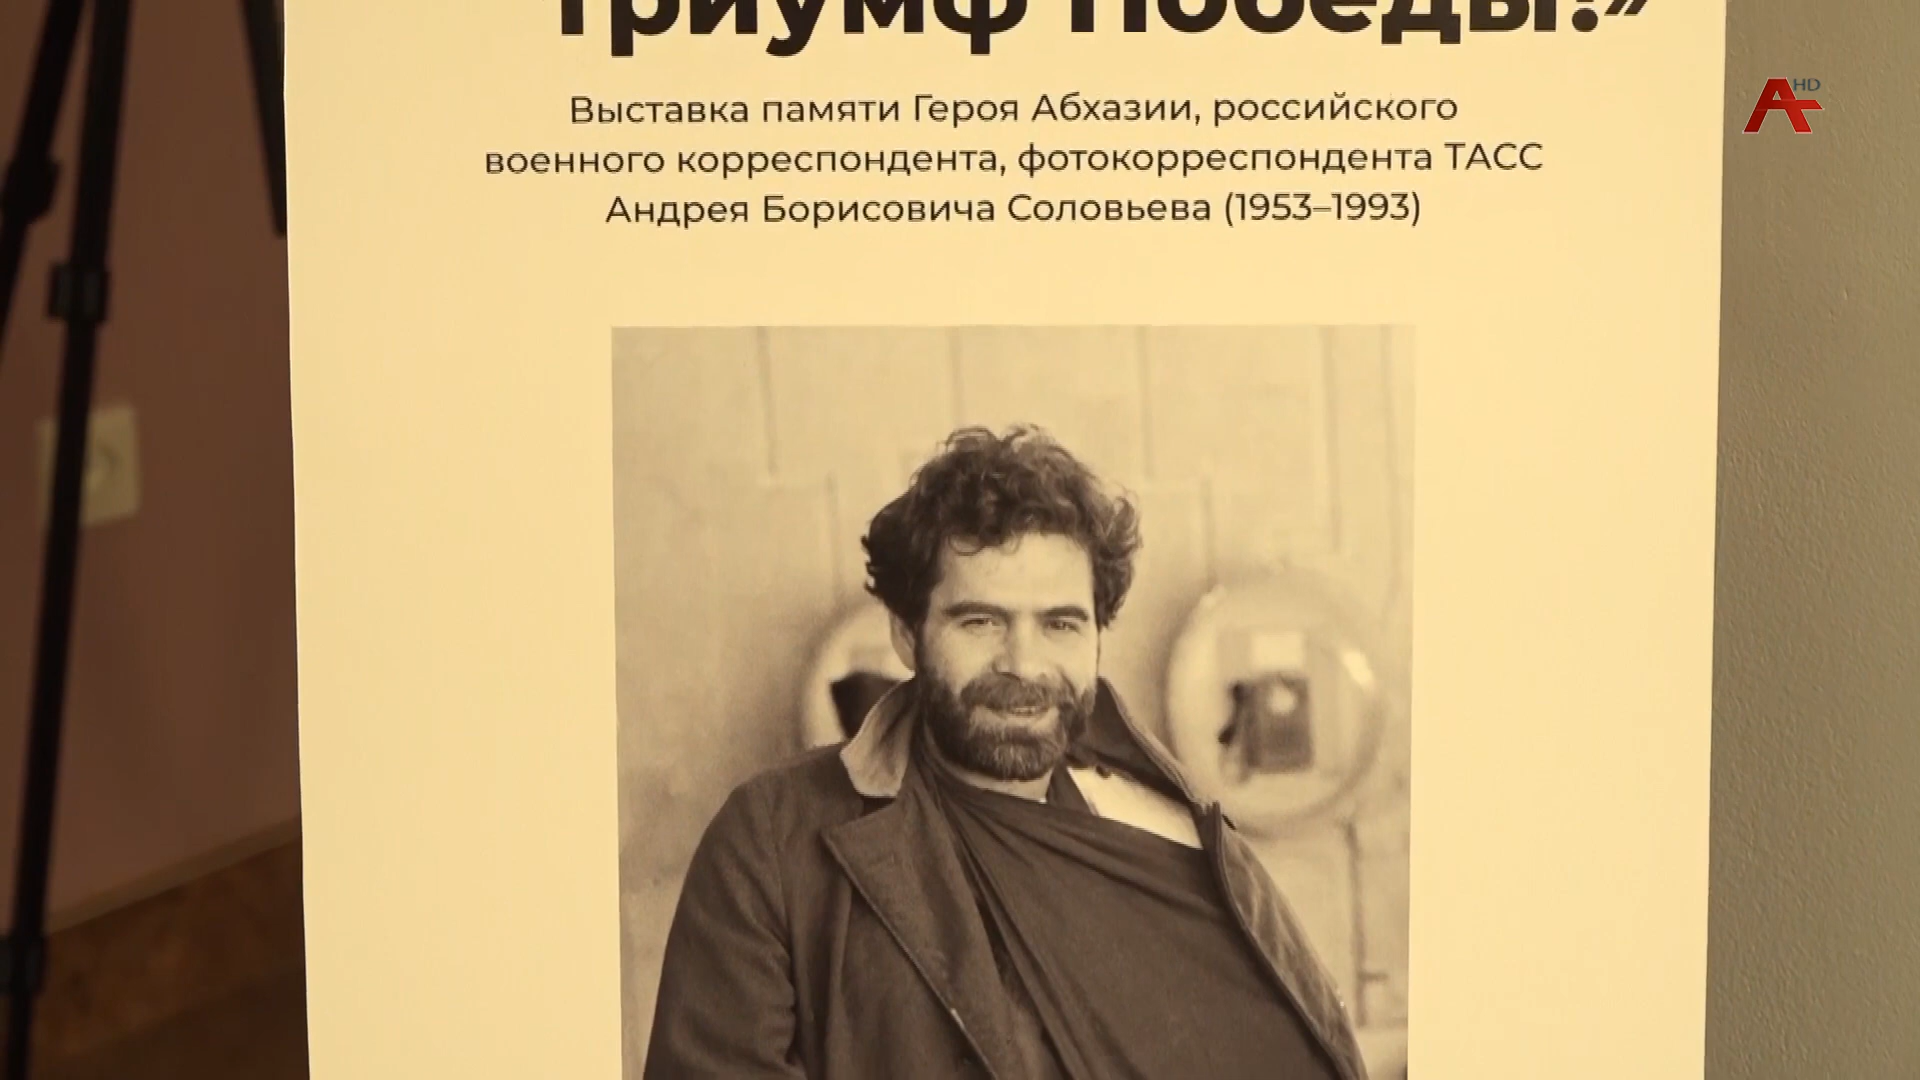 Триумф Победы!»
Выставка памяти Героя Абхазии, российского
военного корреспондента, фотокорреспондента ТАСС
Андрея Борисовича Соловьева (1953–1993)
HD